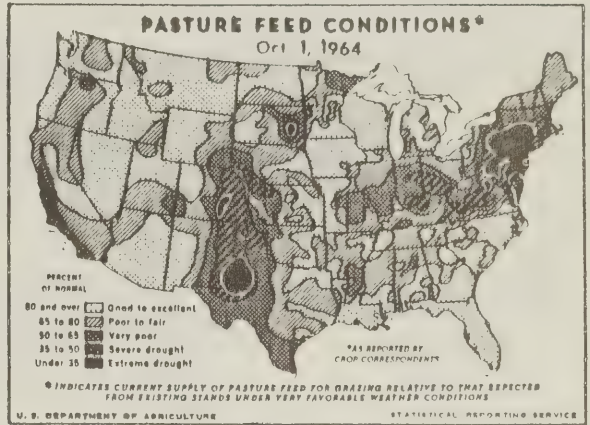 PASTURE FEED CONDITIONS*
Oct 1, 1964
PERCENT
OF NORMAL
80 and over Good to excellent
65 to 80 Poor to fair
50 to 65 Very poor
35 to 50 Severe drought
Under 35 Extreme drought
*AS REPORTED BY
CROP CORRESPONDENTS
* INDICATES CURRENT SUPPLY OF PASTURE FEED FOR GRAZING RELATIVE TO THAT EXPECTED
FROM EXISTING STANDS UNDER VERY FAVORABLE WEATHER CONDITIONS
U. S. DEPARTMENT OF AGRICULTURE
STATISTICAL REPORTING SERVICE